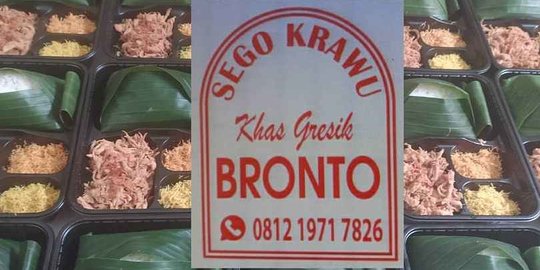 SEGO KRAWU
Khas Gresik
BRONTO
0812 1971 7826